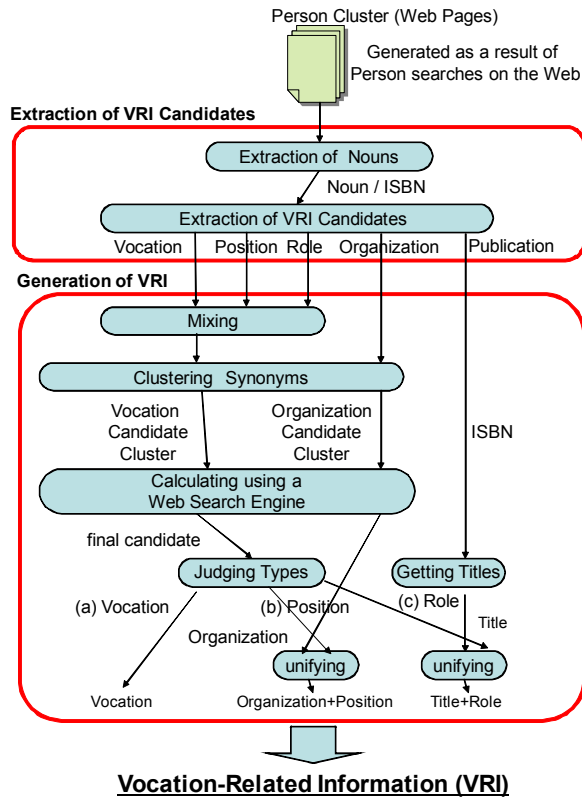 Person Cluster (Web Pages)
Generated as a result of
Person searches on the Web
Extraction of VRI Candidates
Extraction of Nouns
Noun / ISBN
Extraction of VRI Candidates
Vocation
Position
Role
Organization
Publication
Generation of VRI
Mixing
Clustering Synonyms
Vocation
Candidate
Cluster
Organization
Candidate
Cluster
ISBN
Calculating using a
Web Search Engine
final candidate
Judging Types
Getting Titles
(a) Vocation
(b) Position
(c) Role
Title
Organization
unifying
unifying
Vocation
Organization+Position
Title+Role
Vocation-Related Information (VRI)